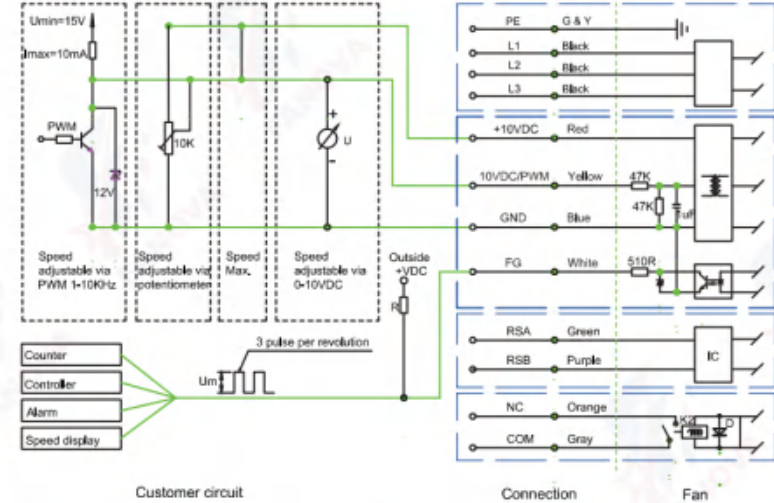 Umin=15V
Imax=10mA
PWM
12V
10K
+
U
-
Speed
adjustable via
PWM 1-10KHz
Speed
adjustable via
potentiometer
Speed
Max.
Speed
adjustable via
0-10VDC
Outside
+VDC
R
3 pulse per revolution
Um
Counter
Controller
Alarm
Speed display
PE G & Y
L1 Black
L2 Black
L3 Black
+10VDC Red
10VDC/PWM Yellow 47K
47K
1uF
GND Blue
FG White 510R
RSA Green
RSB Purple
IC
NC Orange
D
COM Gray
Customer circuit
Connection
Fan